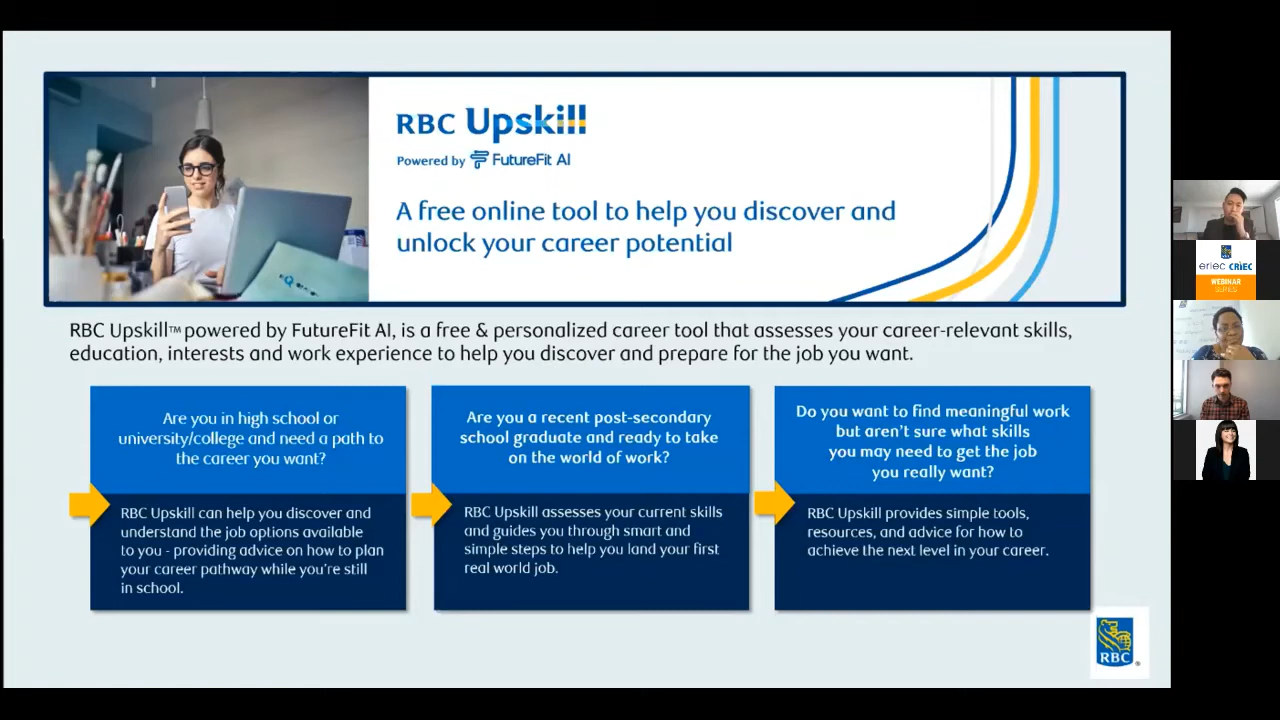 RBC Upskill
Powered by FutureFit AI
A free online tool to help you discover and
unlock your career potential
RBC Upskill™ powered by FutureFit AI, is a free & personalized career tool that assesses your career-relevant skills,
education, interests and work experience to help you discover and prepare for the job you want.
Are you in high school or
university/college and need a path to
the career you want?
RBC Upskill can help you discover and
understand the job options available
to you - providing advice on how to plan
your career pathway while you're still
in school.
Are you a recent post-secondary
school graduate and ready to take
on the world of work?
RBC Upskill assesses your current skills
and guides you through smart and
simple steps to help you land your first
real world job.
Do you want to find meaningful work
but aren't sure what skills
you may need to get the job
you really want?
RBC Upskill provides simple tools,
resources, and advice for how to
achieve the next level in your career.
RBC
®
eriec CRIEC
WEBINAR
SERIES